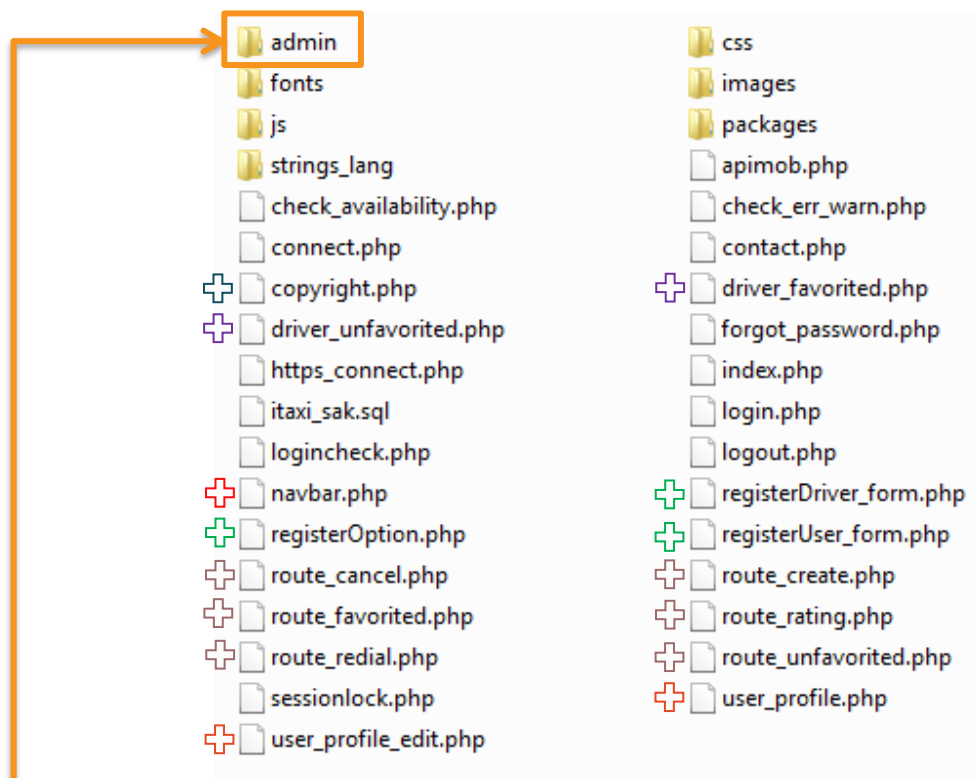 admin css
fonts images
js packages
strings_lang apimob.php
check_availability.php check_err_warn.php
connect.php contact.php
copyright.php driver_favorited.php
driver_unfavorited.php forgot_password.php
https_connect.php index.php
itaxi_sak.sql login.php
logincheck.php logout.php
navbar.php registerDriver_form.php
registerOption.php registerUser_form.php
route_cancel.php route_create.php
route_favorited.php route_rating.php
route_redial.php route_unfavorited.php
sessionlock.php user_profile.php
user_profile_edit.php